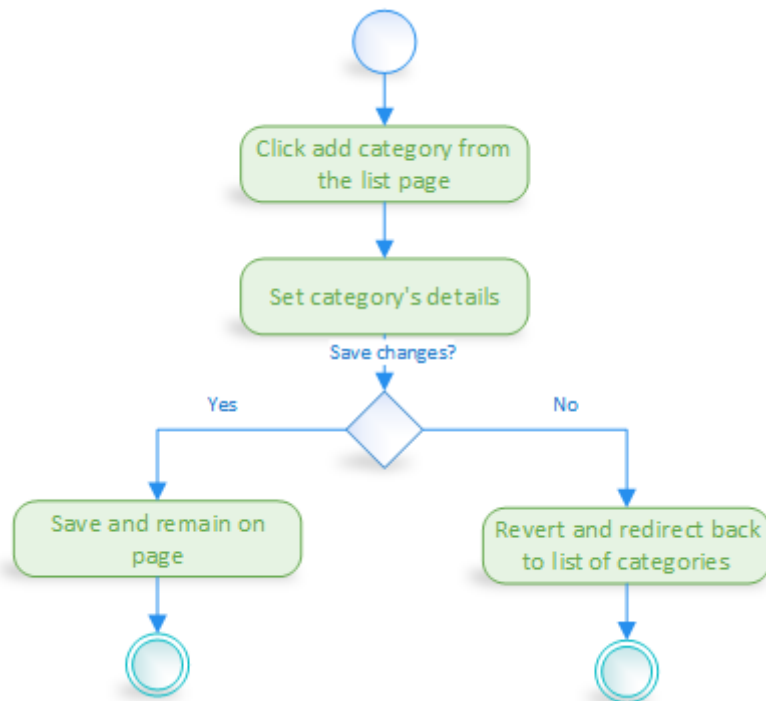 Click add category from
the list page
Set category's details
Save changes?
Yes
No
Save and remain on
page
Revert and redirect back
to list of categories